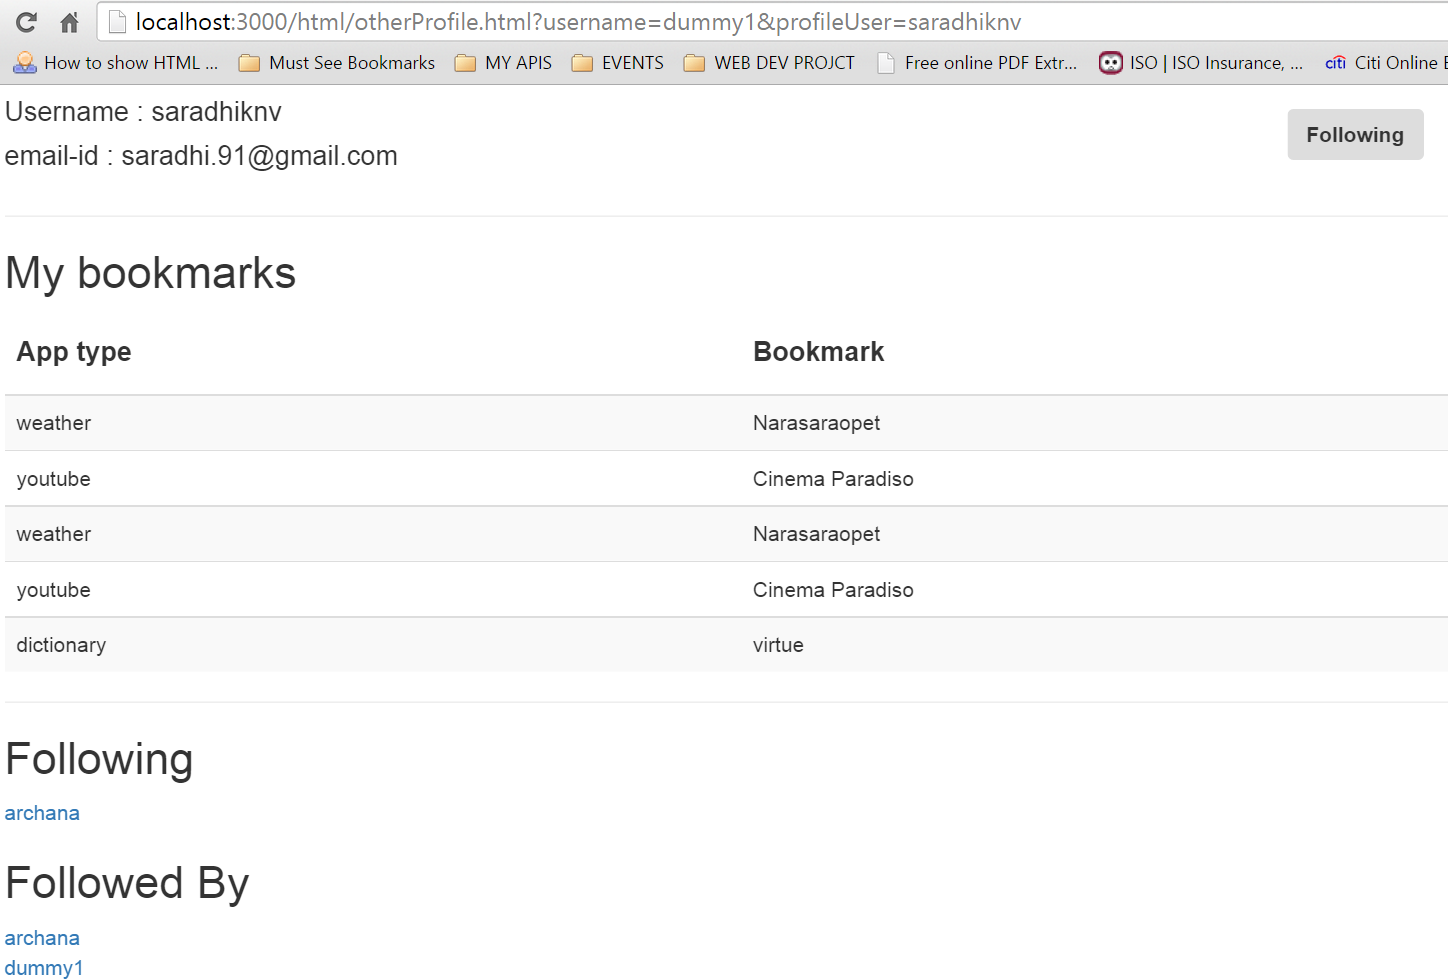 localhost:3000/html/otherProfile.html?username=dummy1&profileUser=saradhiknv
How to show HTML ... Must See Bookmarks MY APIS EVENTS WEB DEV PROJCT Free online PDF Extr... ISO | ISO Insurance, ... citi Citi Online
Username : saradhiknv
Following
email-id : saradhi.91@gmail.com
My bookmarks
App type Bookmark
weather Narasaraopet
youtube Cinema Paradiso
weather Narasaraopet
youtube Cinema Paradiso
dictionary virtue
Following
archana
Followed By
archana
dummy1